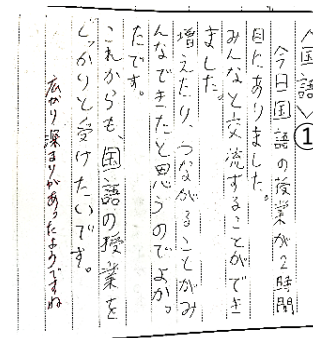 〈国語〉①
今日国語の授業が2時間
目にありました。
みんなと交流することができ
ました。
増えたり、つながることがみ
んなできたと思うのでよかっ
たです。
これからも、国語の授業を
しっかりと受けたいです。
広がり、深まりがあったようですね